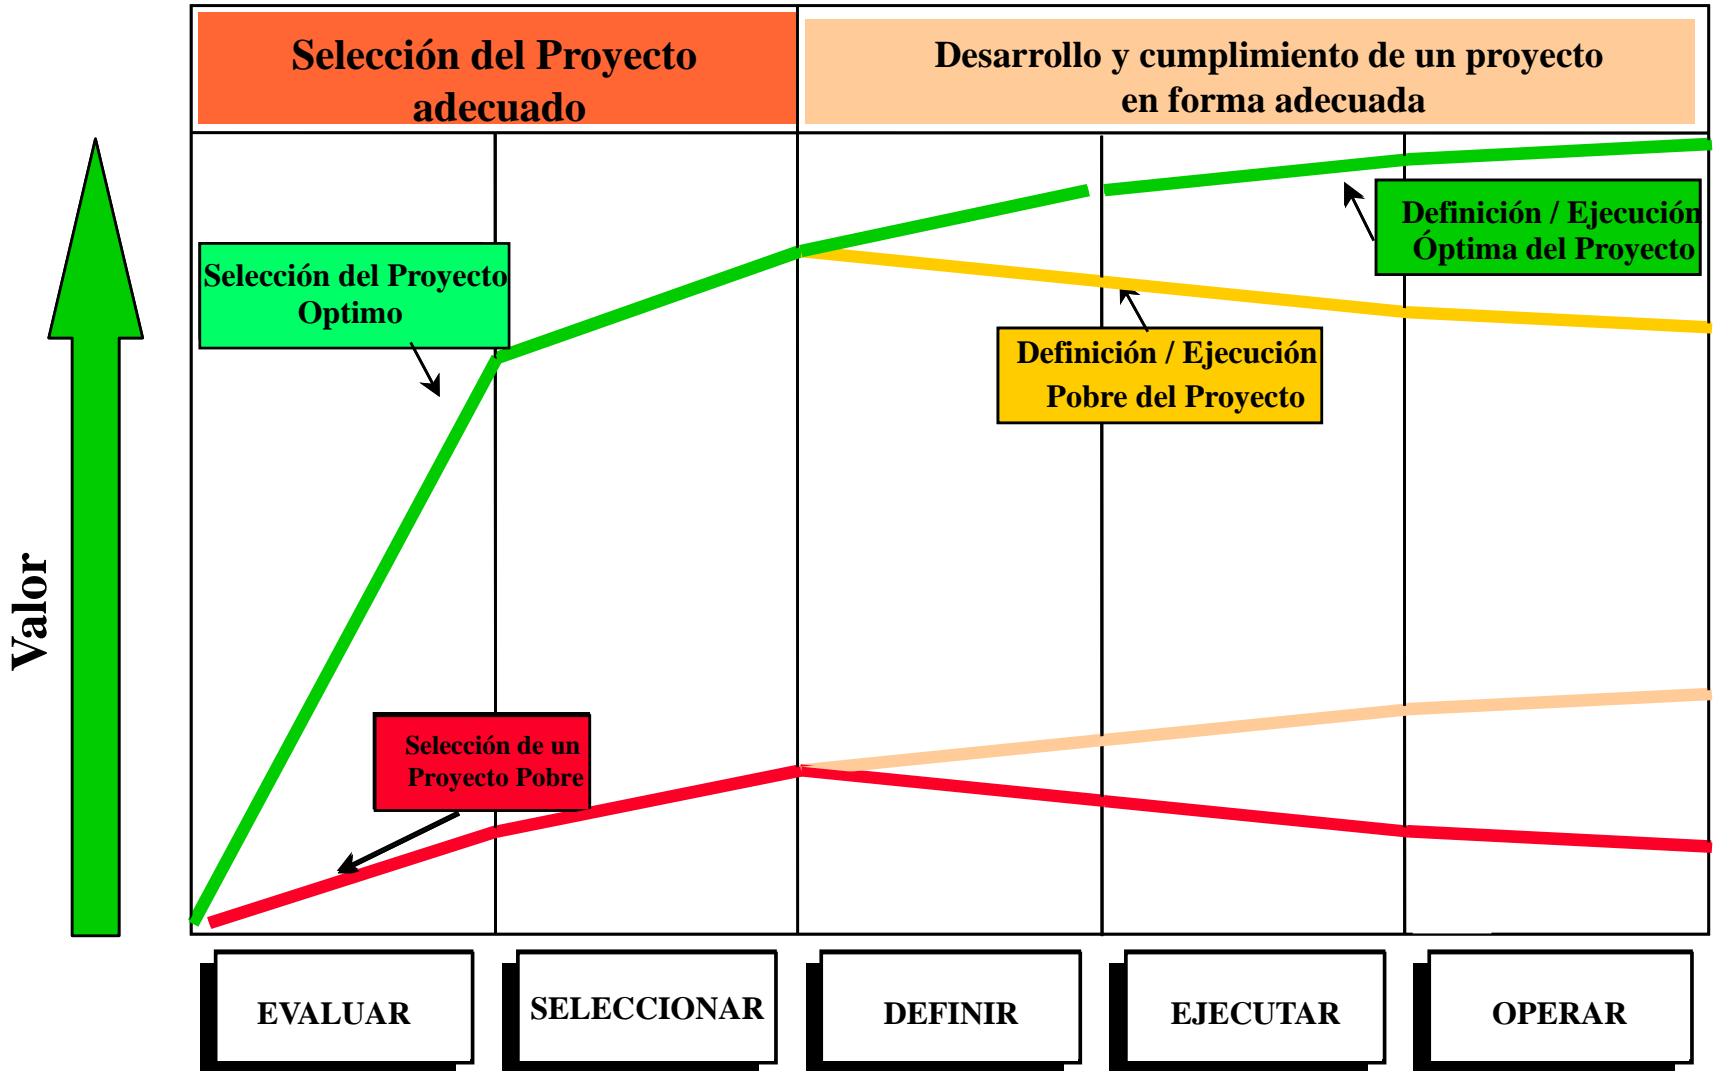 Selección del Proyecto
adecuado
Desarrollo y cumplimiento de un proyecto
en forma adecuada
Definición / Ejecución
Óptima del Proyecto
Selección del Proyecto
Optimo
Definición / Ejecución
Pobre del Proyecto
Valor
Selección de un
Proyecto Pobre
EVALUAR
SELECCIONAR
DEFINIR
EJECUTAR
OPERAR